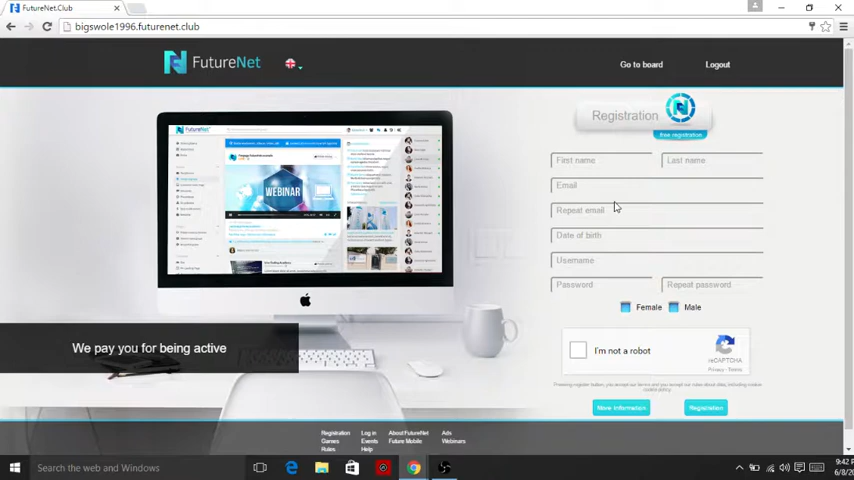 FutureNet.Club
bigswole1996.futurenet.club
FutureNet
Go to board
Logout
Registration
free registration
First name
Last name
Email
Repeat email
Date of birth
Username
Password
Repeat password
Female
Male
WEBINAR
We pay you for being active
I'm not a robot
reCAPTCHA
Privacy - Terms
More information
Registration
Registration
Log in
About FutureNet
Ads
Games
Events
Future Mobile
Webinars
Rules
Help
Search the web and Windows
9:42
6/8/20